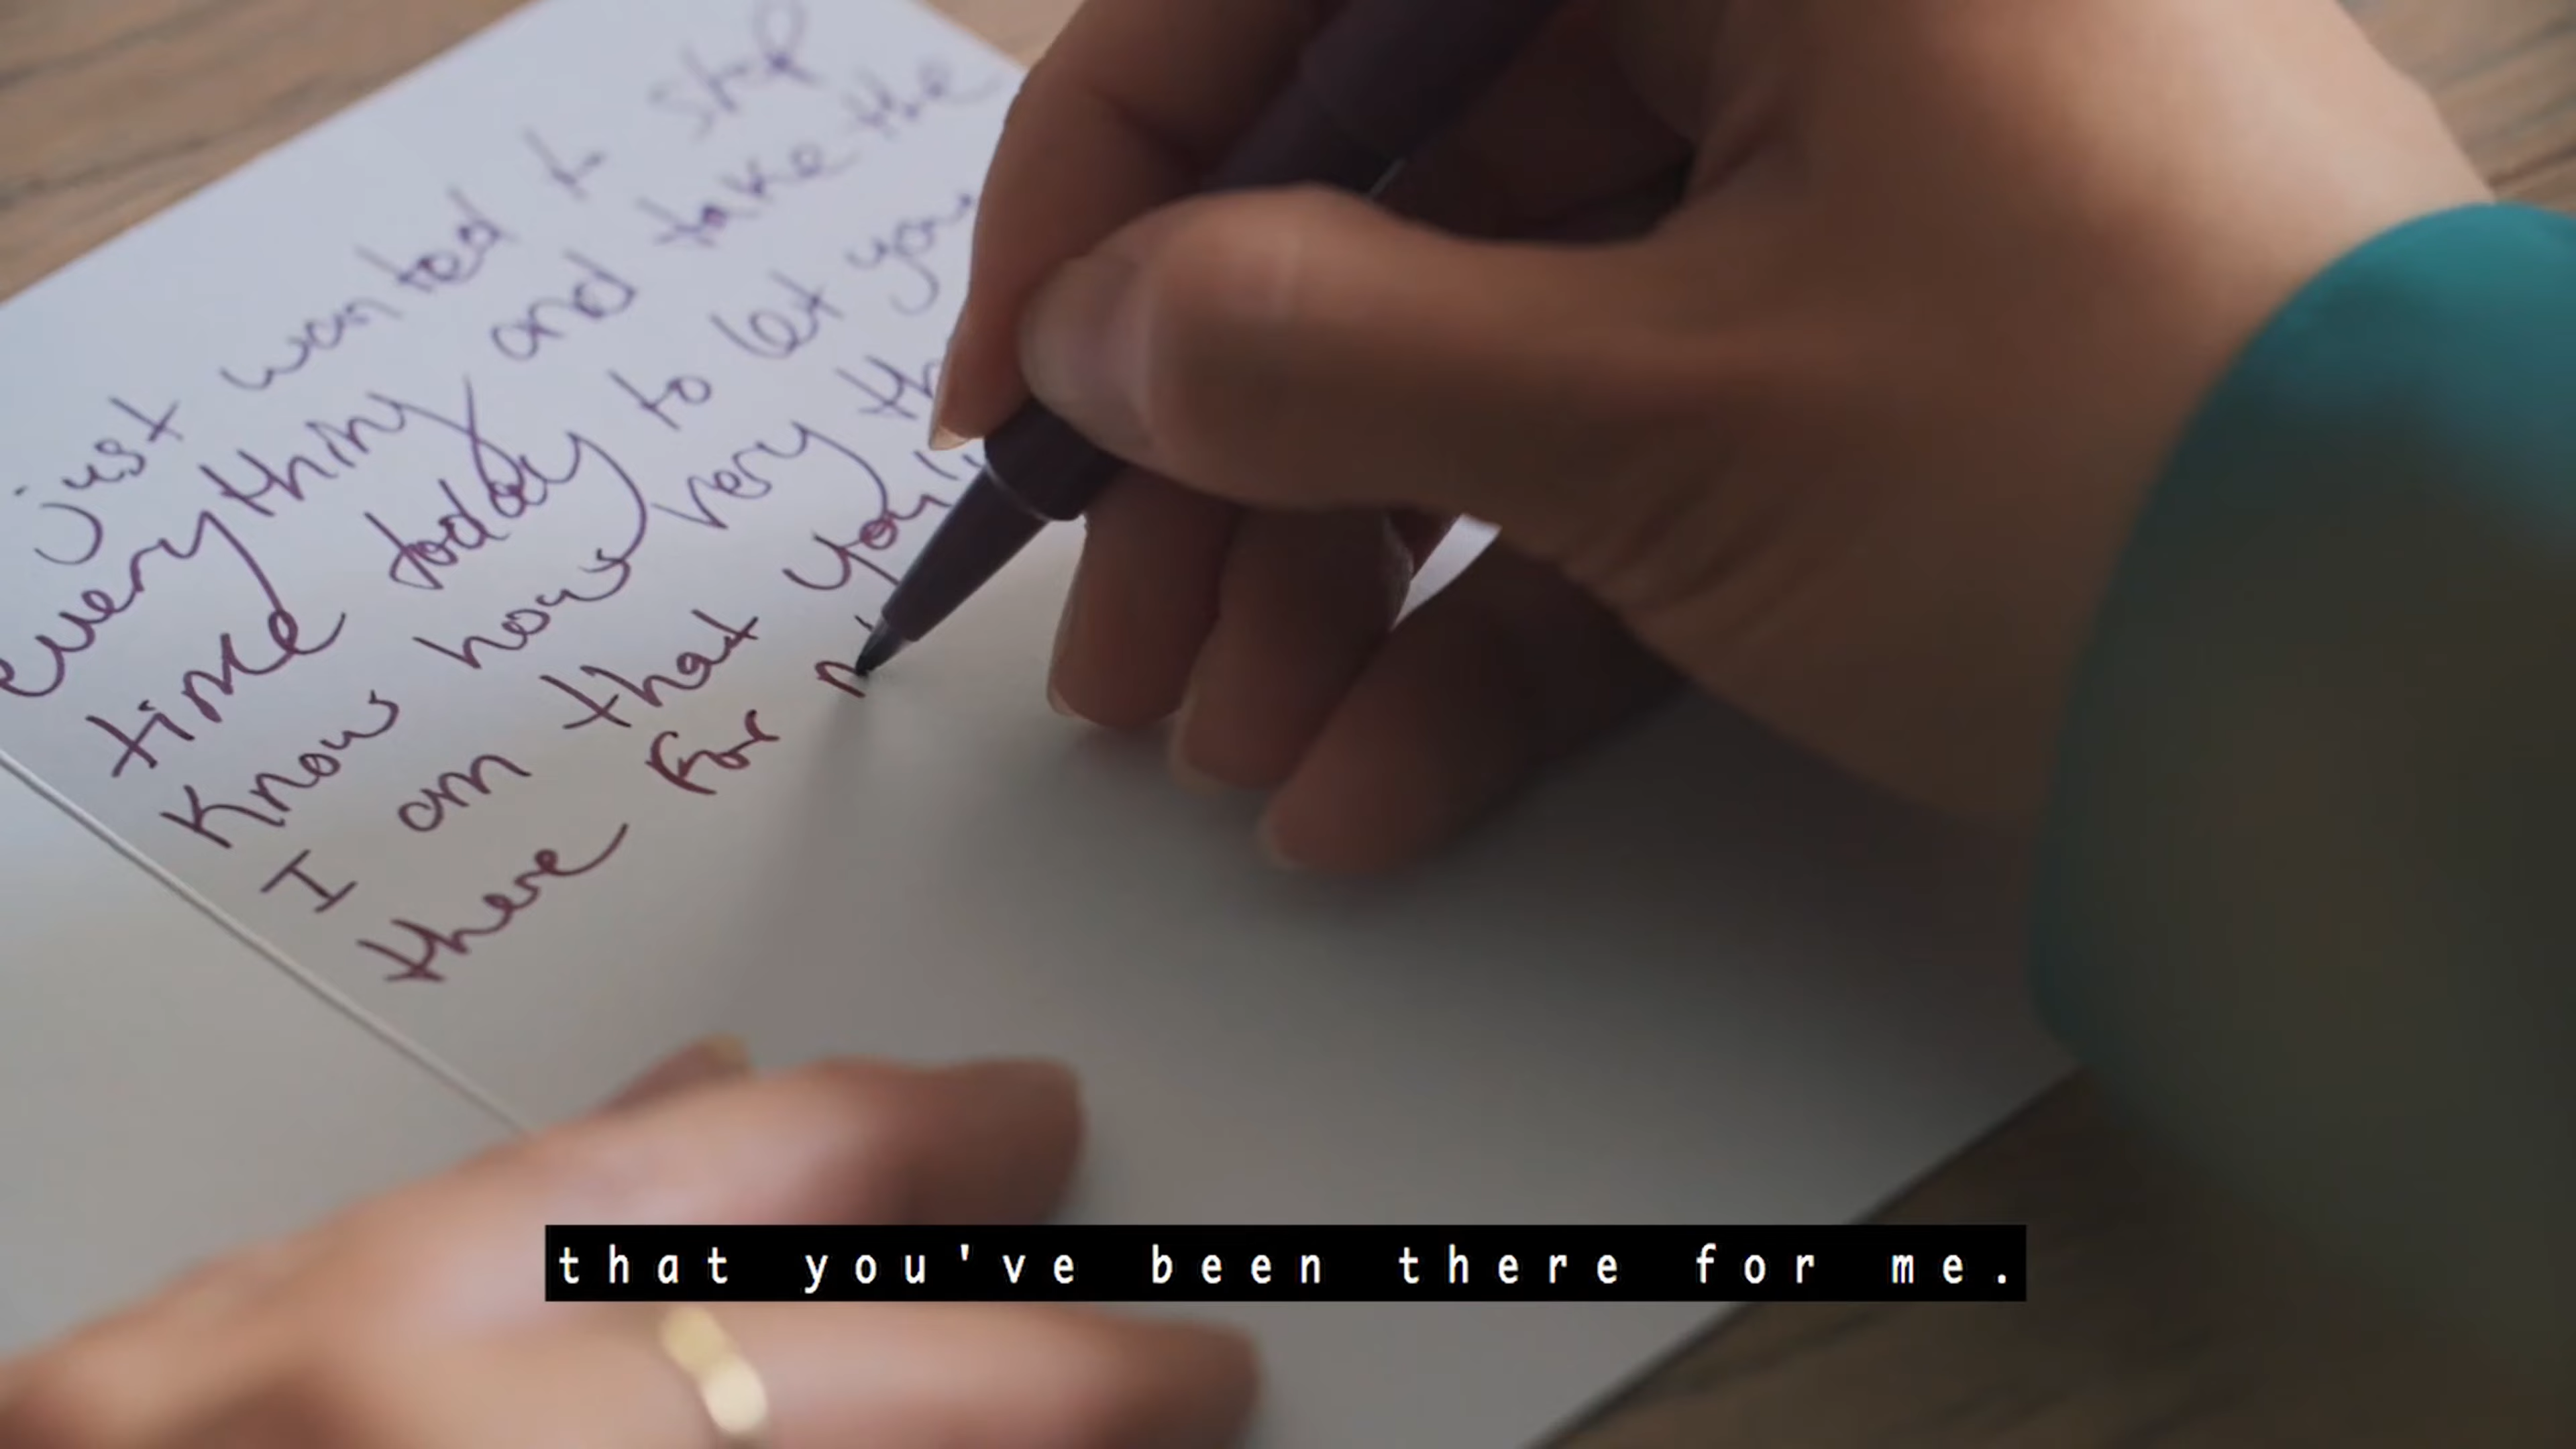 just wanted to stop
everything and take the
time today to let you
know how very th
I am that you'
there for m
that you've been there for me.